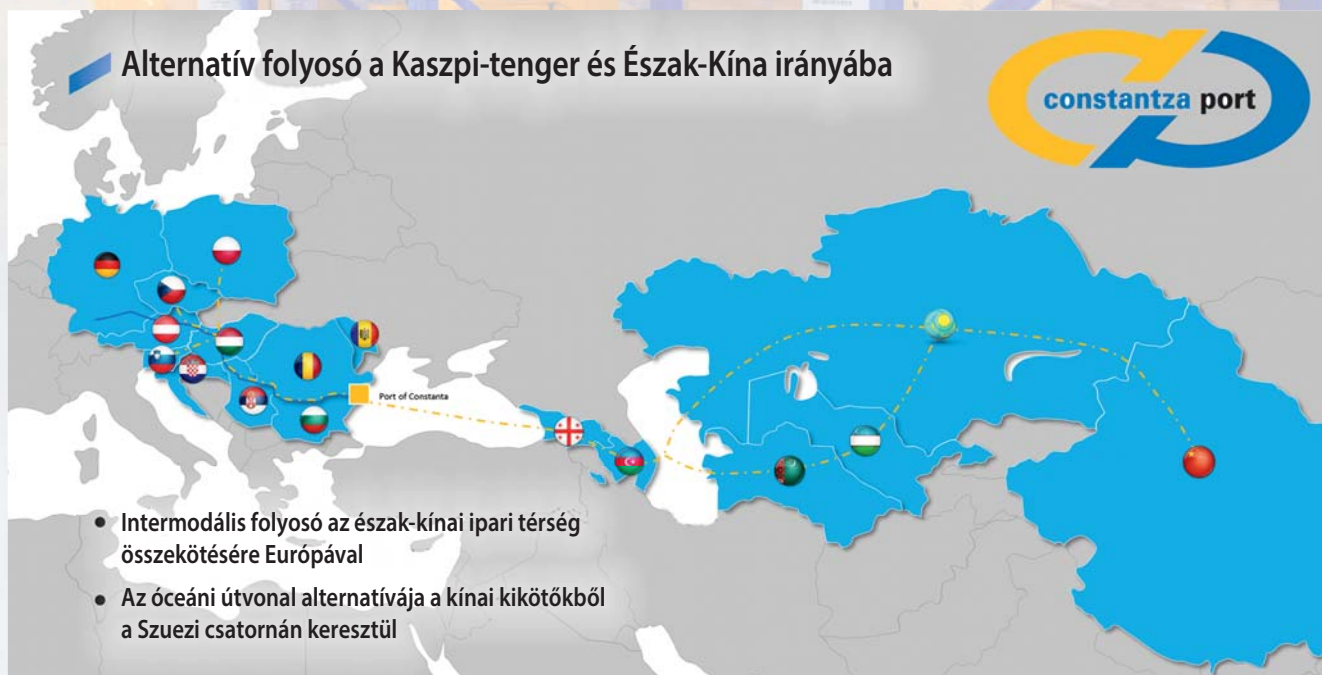 Alternatív folyosó a Kaszpi-tenger és Észak-Kína irányába
constantza port
Port of Constanta
• Intermodális folyosó az észak-kínai ipari térség
összekötésére Európával
• Az óceáni útvonal alternatívája a kínai kikötőkből
a Szuezi csatornán keresztül